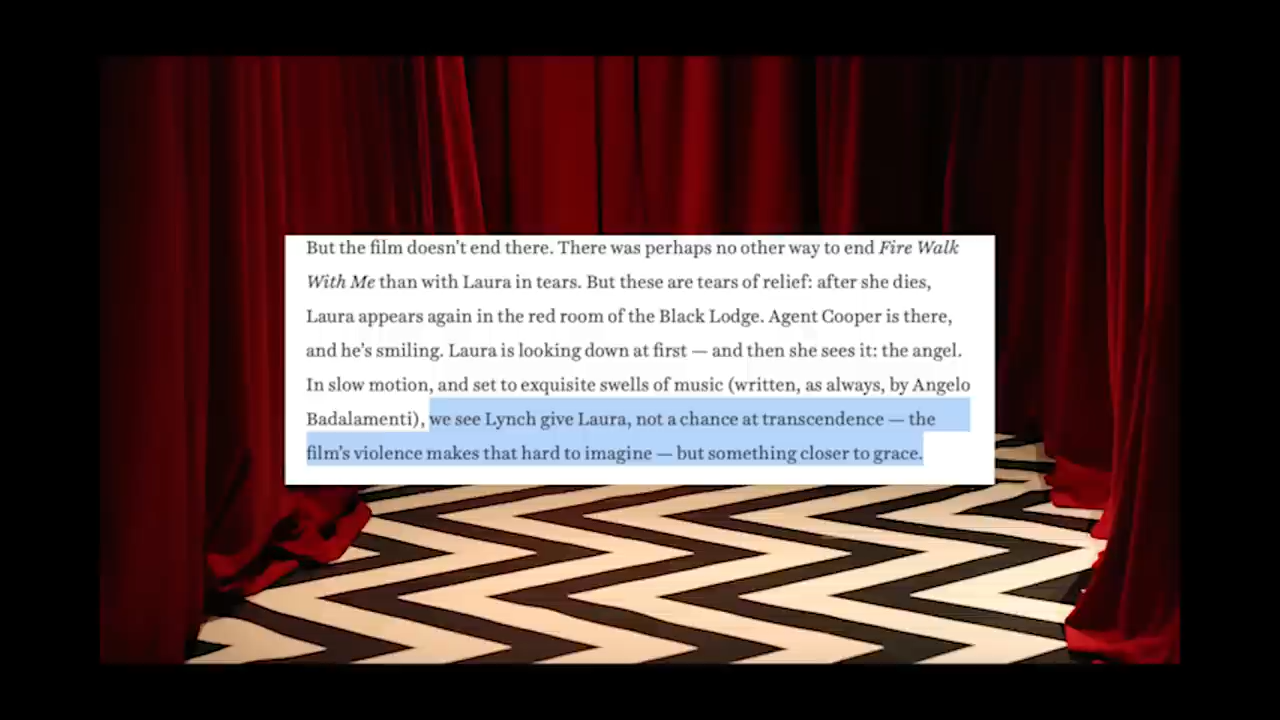 But the film doesn't end there. There was perhaps no other way to end Fire Walk
With Me than with Laura in tears. But these are tears of relief: after she dies,
Laura appears again in the red room of the Black Lodge. Agent Cooper is there,
and he's smiling. Laura is looking down at first — and then she sees it: the angel.
In slow motion, and set to exquisite swells of music (written, as always, by Angelo
Badalamenti), we see Lynch give Laura, not a chance at transcendence — the
film's violence makes that hard to imagine — but something closer to grace.